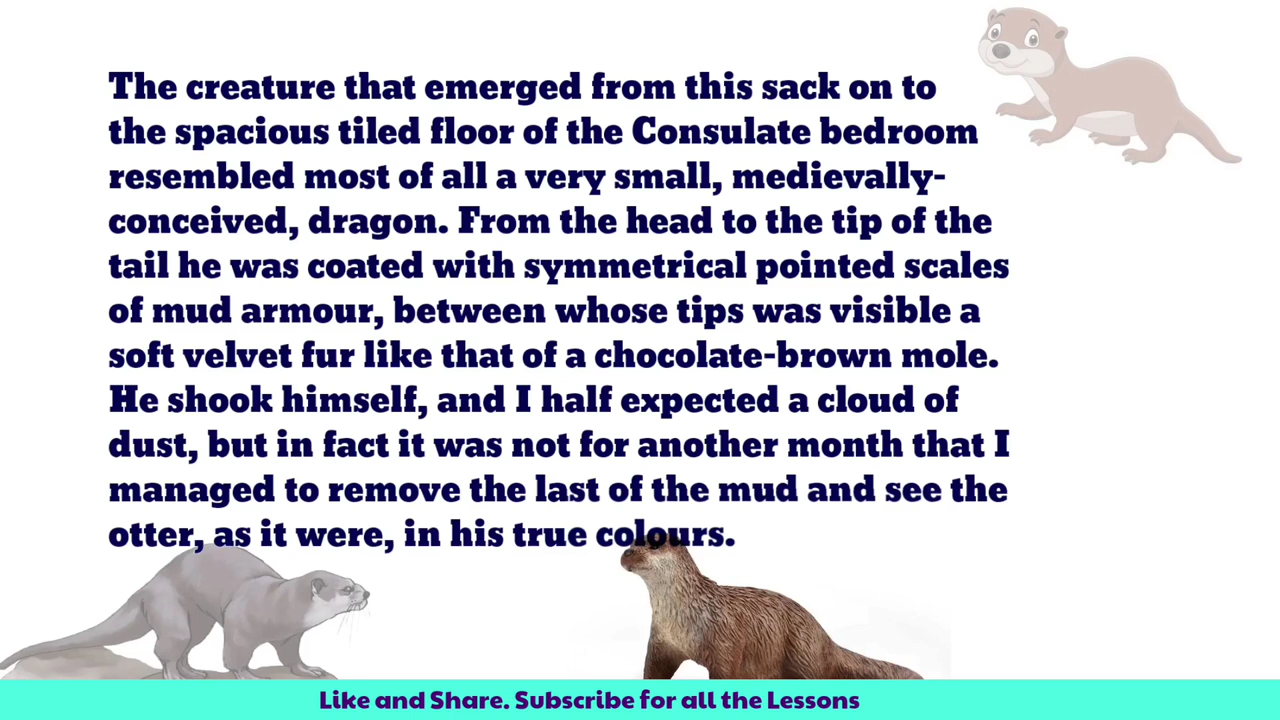 The creature that emerged from this sack on to
the spacious tiled floor of the Consulate bedroom
resembled most of all a very small, medievally-
conceived, dragon. From the head to the tip of the
tail he was coated with symmetrical pointed scales
of mud armour, between whose tips was visible a
soft velvet fur like that of a chocolate-brown mole.
He shook himself, and I half expected a cloud of
dust, but in fact it was not for another month that I
managed to remove the last of the mud and see the
otter, as it were, in his true colours.
Like and Share. Subscribe for all the Lessons